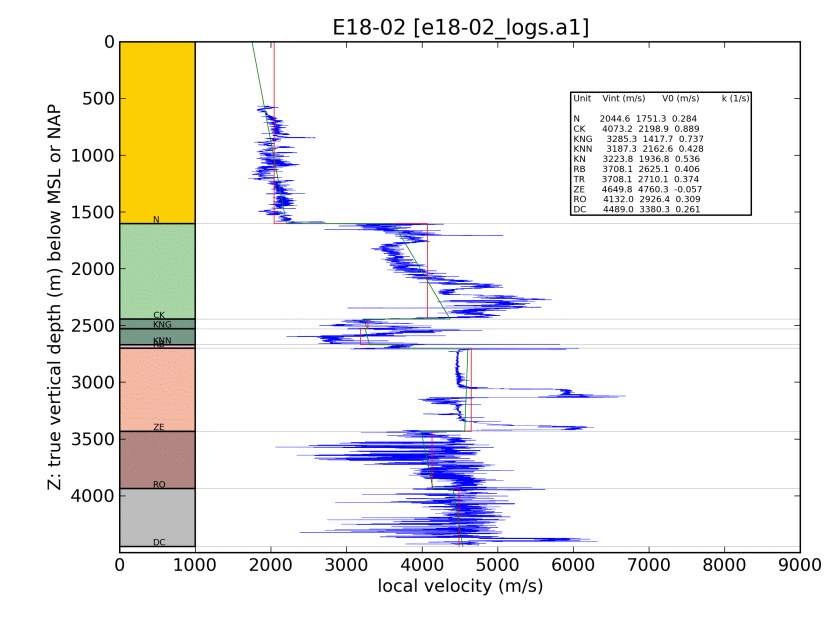 E18-02 [e18-02_logs.a1]
Z: true vertical depth (m) below MSL or NAP
0
500
1000
1500
2000
2500
3000
3500
4000
N
CK
KNG
KNN
ZE
RO
DC
Unit Vint (m/s) V0 (m/s) k (1/s)
N 2044.6 1751.3 0.284
CK 4073.2 2198.9 0.889
KNG 3285.3 1417.7 0.737
KNN 3187.3 2162.6 0.428
KN 3223.8 1936.8 0.536
RB 3708.1 2625.1 0.406
TR 3708.1 2710.1 0.374
ZE 4649.8 4760.3 -0.057
RO 4132.0 2926.4 0.309
DC 4489.0 3380.3 0.261
0 1000 2000 3000 4000 5000 6000 7000 8000 9000
local velocity (m/s)